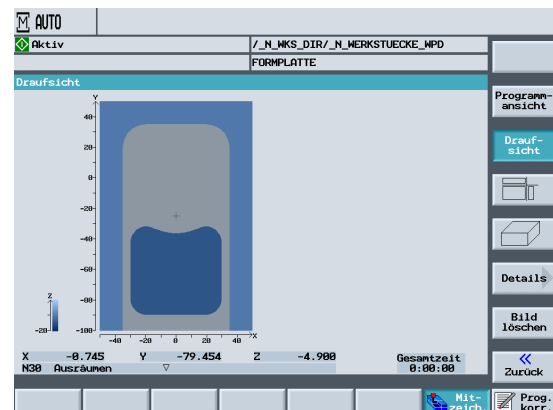 M AUTO
Aktiv
/_N_WKS_DIR/_N_WERKSTUECKE_WPD
FORMPLATTE
Draufsicht
Programm-
ansicht
Drauf-
sicht
Details
Bild
löschen
«
Zurück
Y
40
20
0
-20
-40
-60
-80
-100
-40 -20 0 20 40 X
Z
-20
X -0.745 Y -79.454 Z -4.900
Gesamtzeit
N30 Ausräumen ▽ 0:00:00
Mit-
zeich
Prog.
korr.